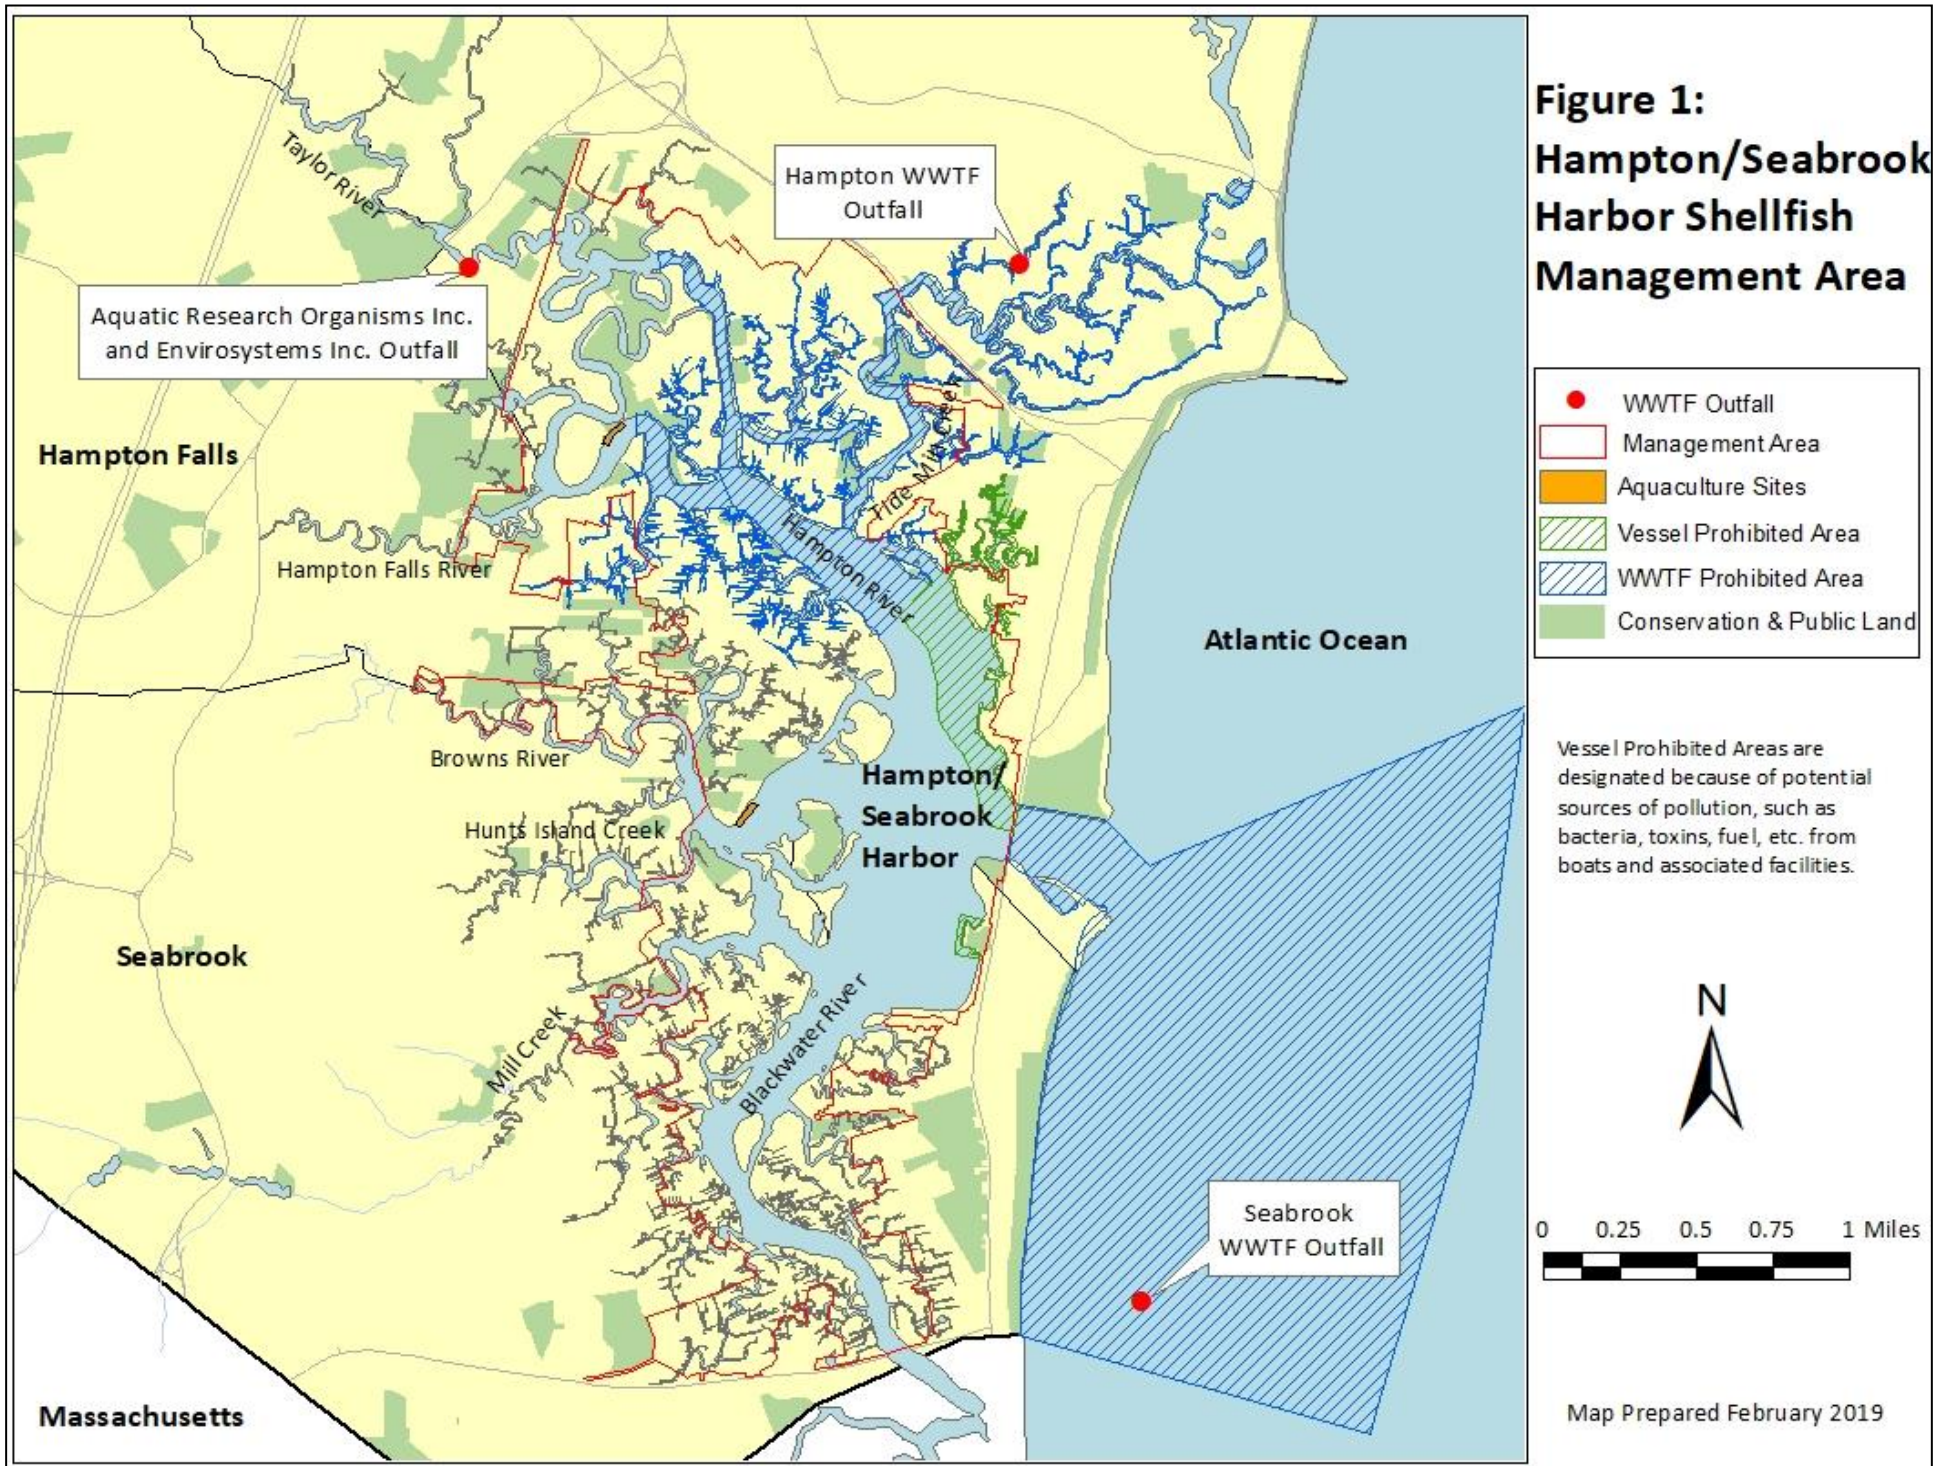 Figure 1:
Hampton/Seabrook
Harbor Shellfish
Management Area
WWTF Outfall
Management Area
Aquaculture Sites
Vessel Prohibited Area
WWTF Prohibited Area
Conservation & Public Land
Vessel Prohibited Areas are
designated because of potential
sources of pollution, such as
bacteria, toxins, fuel, etc. from
boats and associated facilities.
N
0 0.25 0.5 0.75 1 Miles
Map Prepared February 2019
Taylor River
Hampton WWTF
Outfall
Aquatic Research Organisms Inc.
and Envirosystems Inc. Outfall
Hampton Falls
Tide Mill Creek
Hampton River
Hampton Falls River
Atlantic Ocean
Browns River
Hampton/
Seabrook
Harbor
Hunts Island Creek
Seabrook
Blackwater River
Mill Creek
Seabrook
WWTF Outfall
Massachusetts